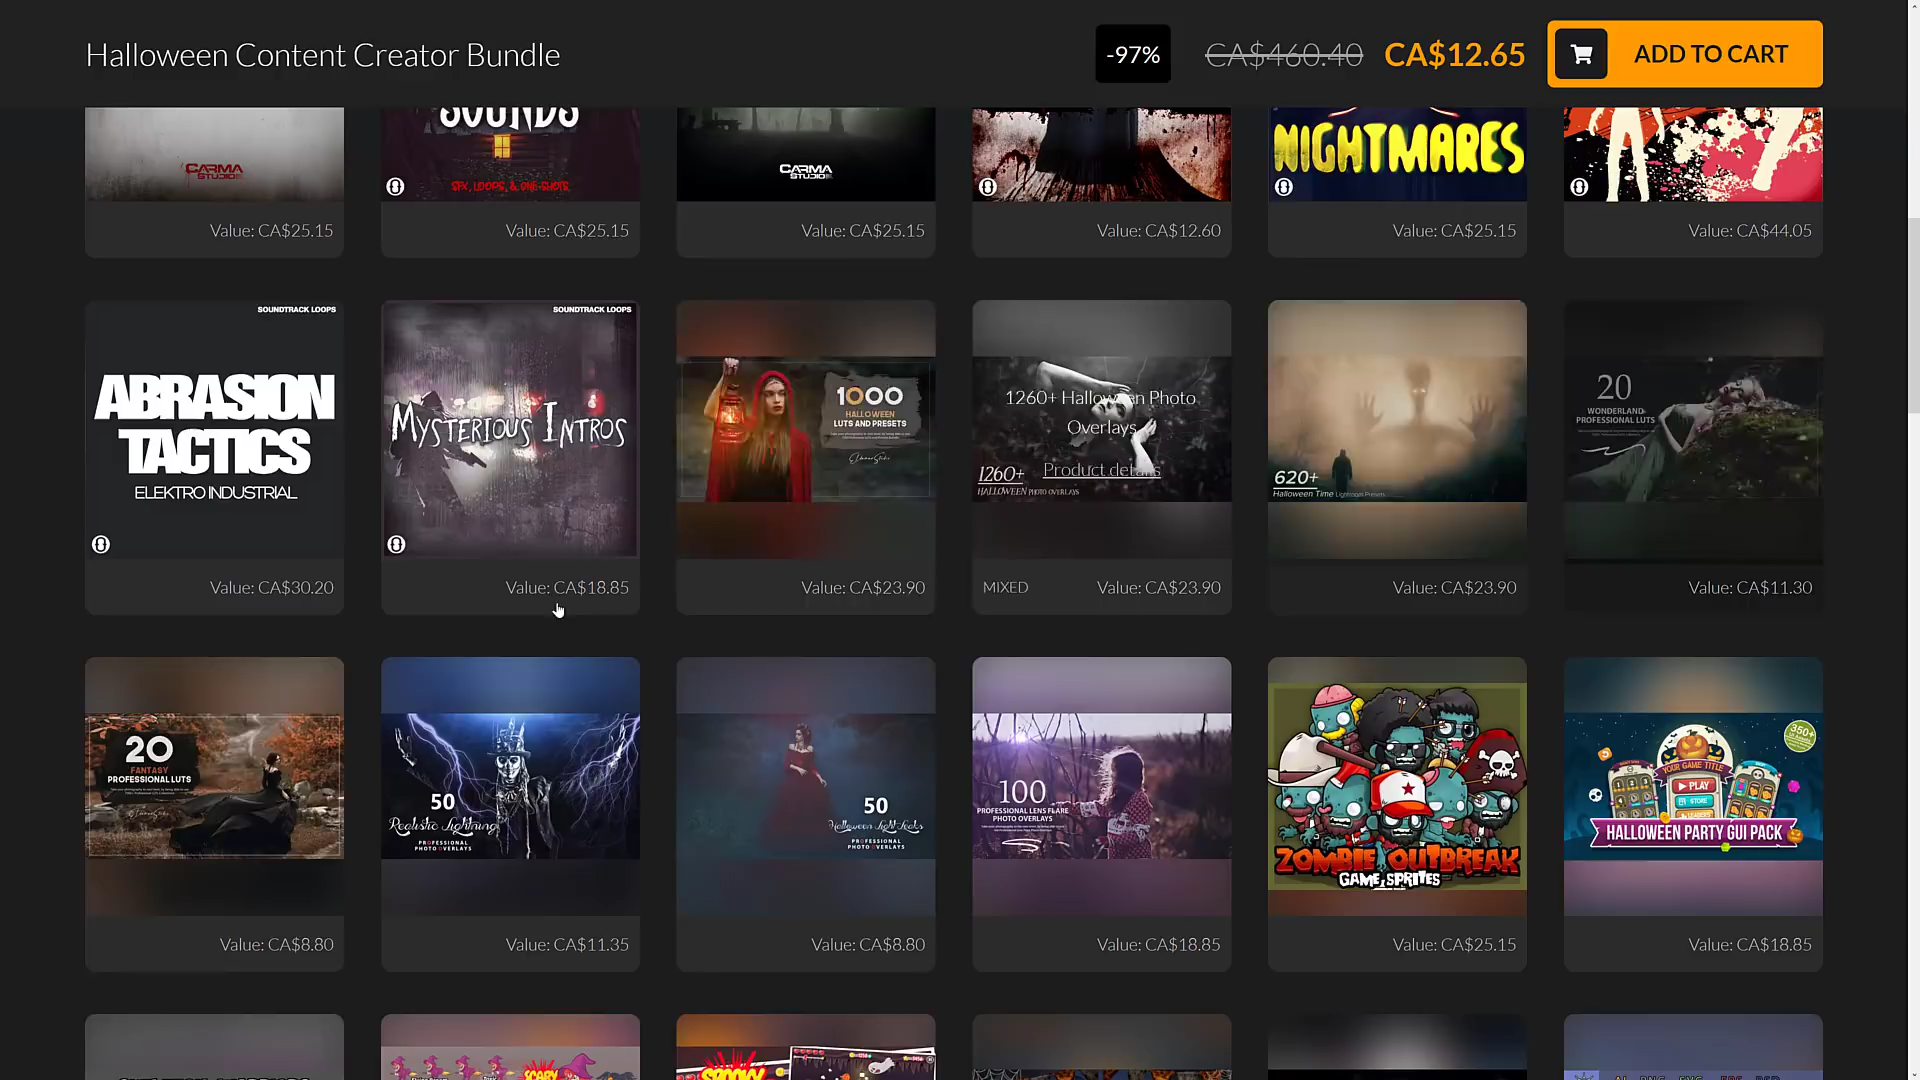 Halloween Content Creator Bundle
-97%
CA$460.40
CA$12.65
ADD TO CART
CARMA
STUDIO
SOUNDS
SFX, LOOPS, & ONE-SHOTS
CARMA
STUDIO
NIGHTMARES
Value: CA$25.15
Value: CA$25.15
Value: CA$25.15
Value: CA$12.60
Value: CA$25.15
Value: CA$44.05
SOUNDTRACK LOOPS
ABRASION
TACTICS
ELEKTRO INDUSTRIAL
SOUNDTRACK LOOPS
MYSTERIOUS INTROS
1000
HALLOWEEN
LUTS AND PRESETS
1260+ Halloween Photo
Overlays
Product details
1260+
HALLOWEEN PHOTO OVERLAYS
620+
Halloween Time Lightroom Presets
20
WONDERLAND
PROFESSIONAL LUTS
Value: CA$30.20
Value: CA$18.85
Value: CA$23.90
MIXED
Value: CA$23.90
Value: CA$23.90
Value: CA$11.30
20
FANTASY
PROFESSIONAL LUTS
50
Realistic Lightning
PROFESSIONAL
PHOTO OVERLAYS
50
Halloween Light Leaks
PROFESSIONAL
PHOTO OVERLAYS
100
PROFESSIONAL LENS FLARE
PHOTO OVERLAYS
ZOMBIE OUTBREAK
GAME SPRITES
350+
YOUR GAME TITLE
PLAY
STORE
HALLOWEEN PARTY GUI PACK
Value: CA$8.80
Value: CA$11.35
Value: CA$8.80
Value: CA$18.85
Value: CA$25.15
Value: CA$18.85
SCARY
SPOOKY